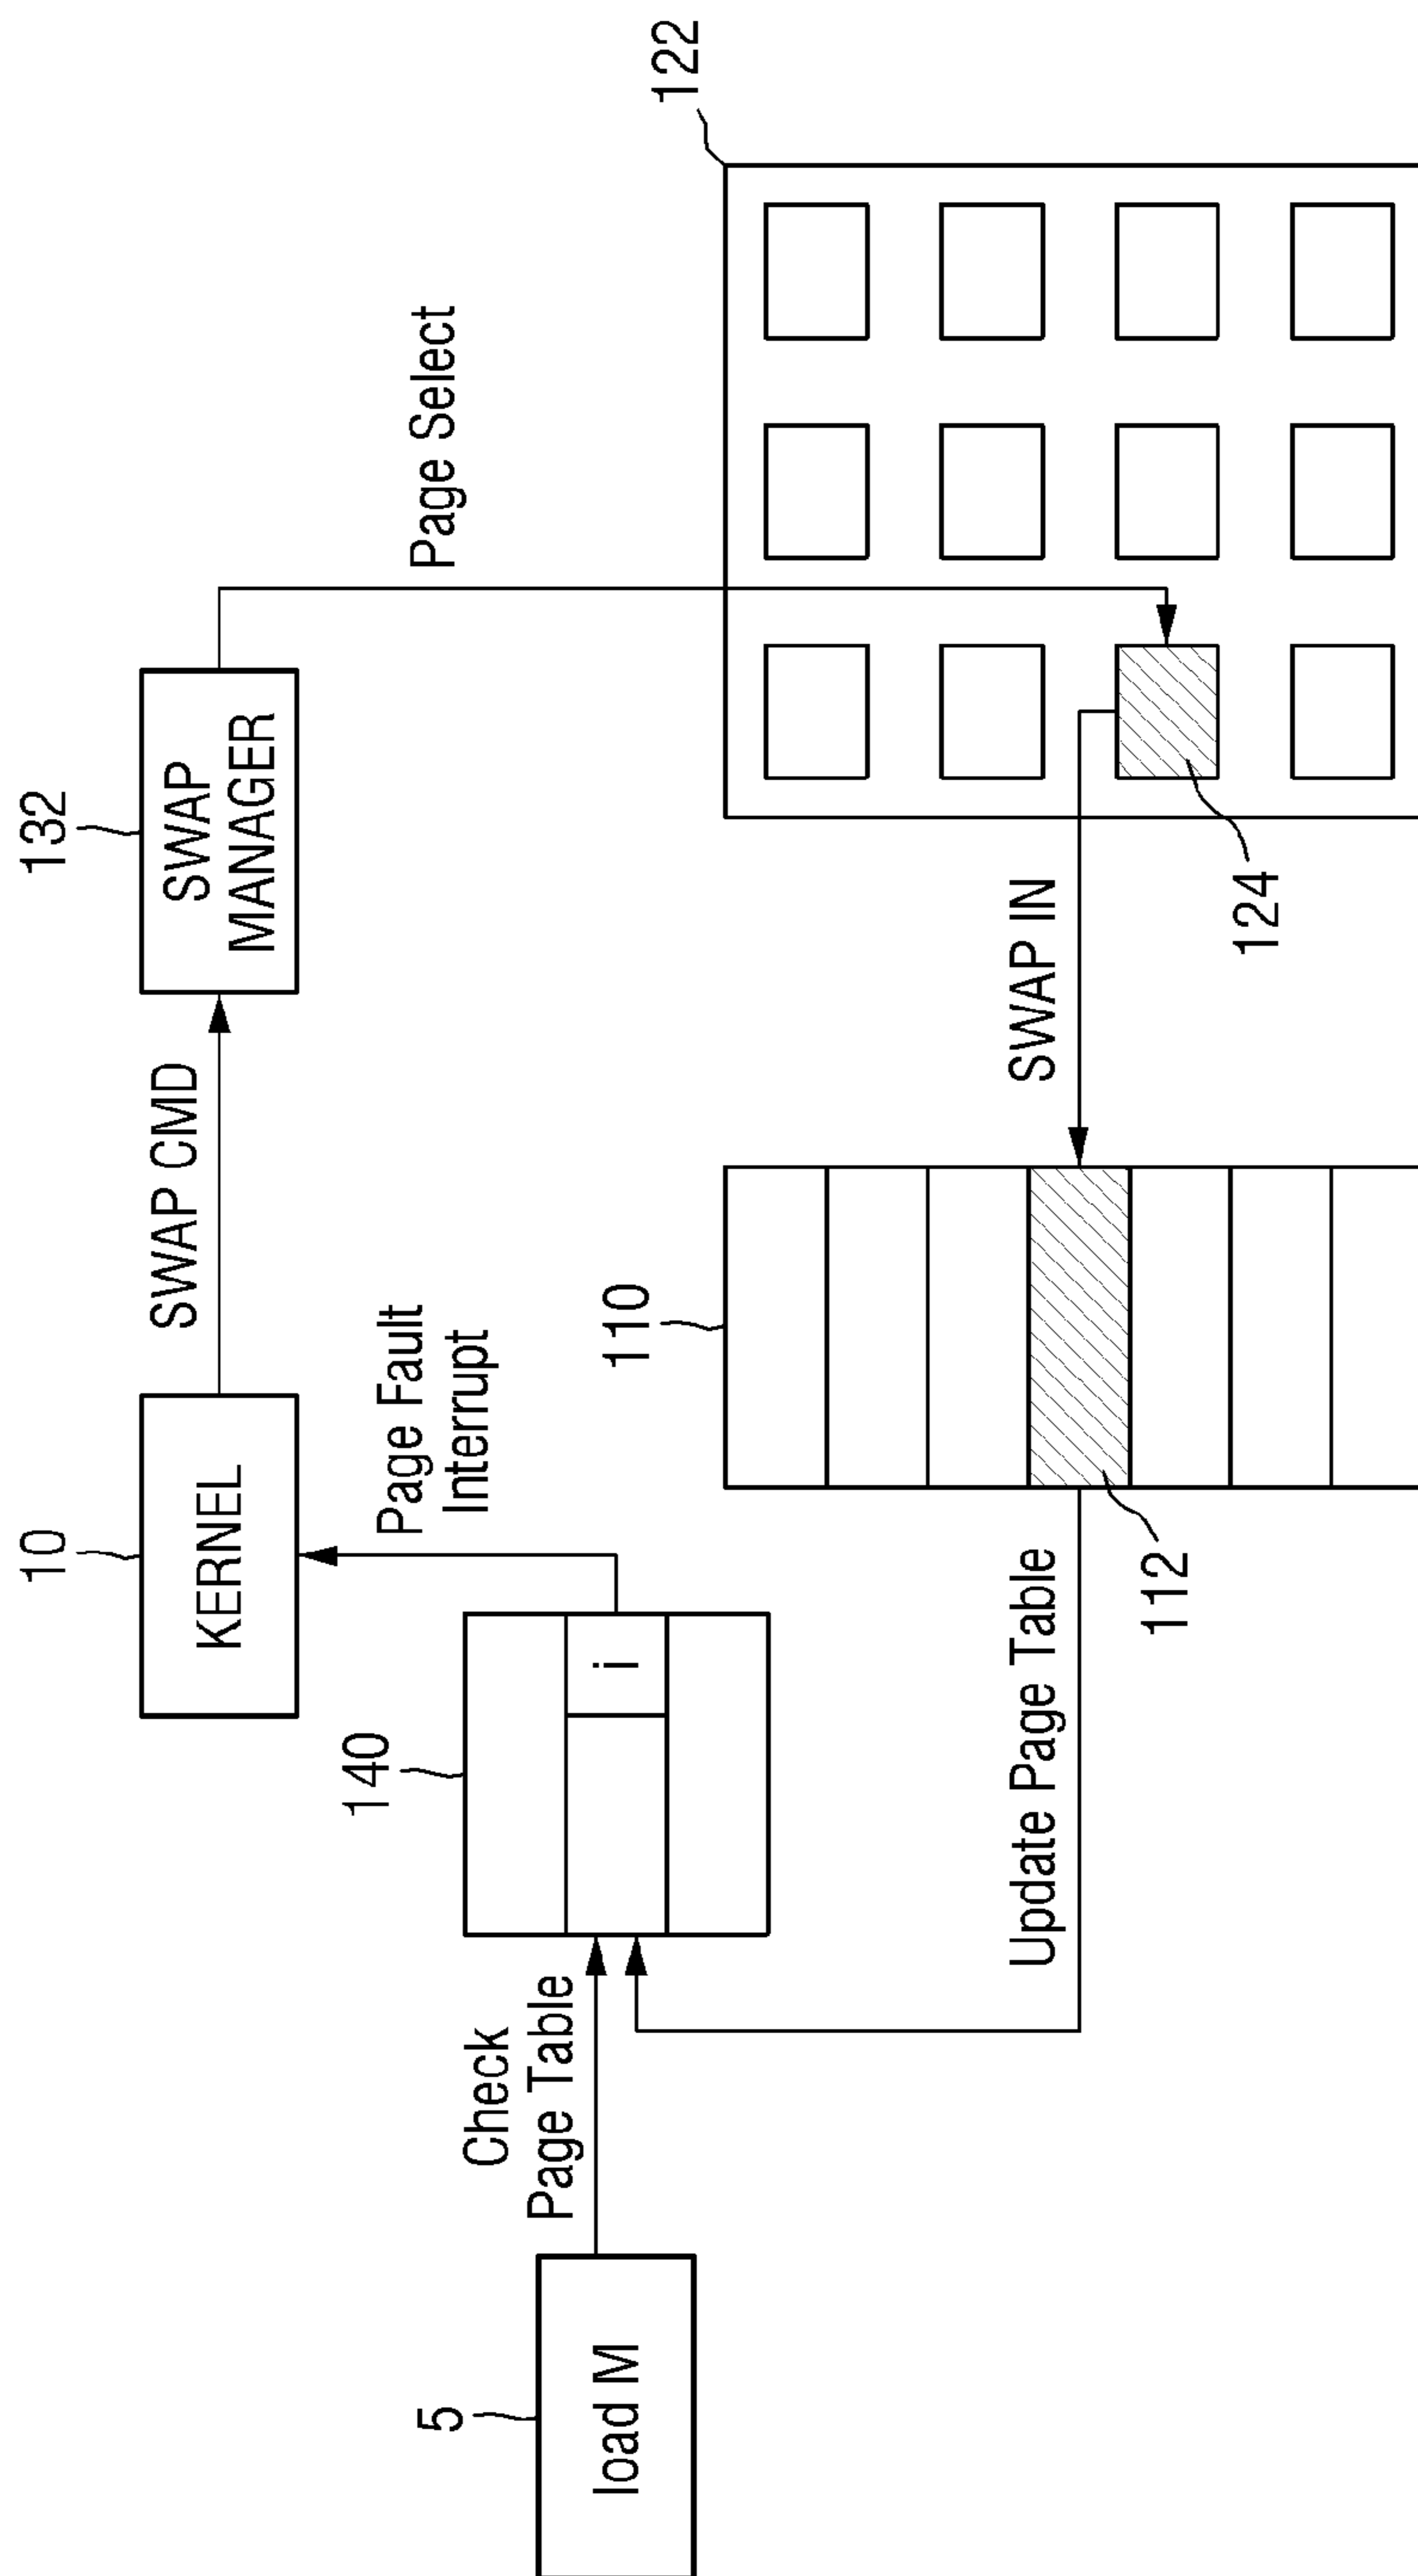 10
132
KERNEL
SWAP CMD
SWAP
MANAGER
140
Page Fault
Interrupt
Page Select
5
load M
Check
Page Table
i
110
122
Update Page Table
SWAP IN
112
124